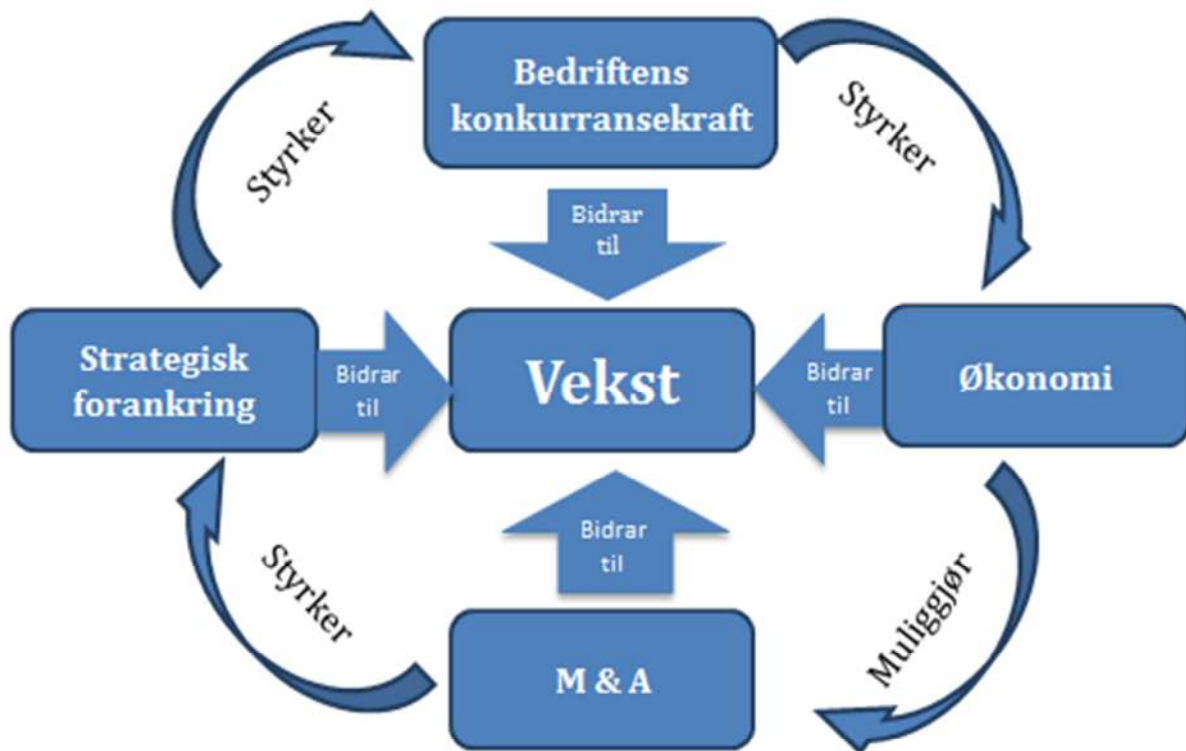 Bedriftens
konkurransekraft
Styrker
Styrker
Bidrar
til
Strategisk
forankring
Bidrar
til
Vekst
Bidrar
til
Økonomi
Bidrar
til
Styrker
Muliggjør
M & A